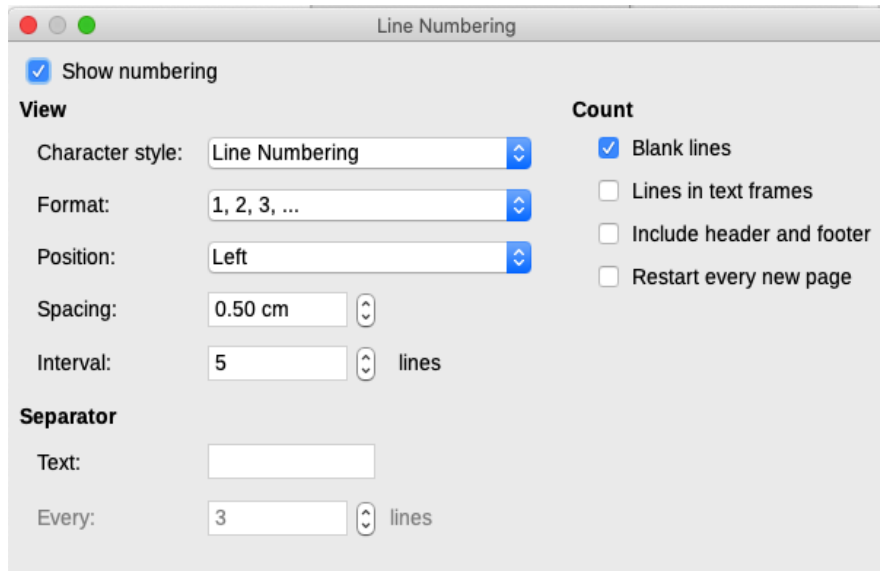 Line Numbering
Show numbering
View
Character style: Line Numbering
Format: 1, 2, 3, ...
Position: Left
Spacing: 0.50 cm
Interval: 5 lines
Separator
Text:
Every: 3 lines
Count
Blank lines
Lines in text frames
Include header and footer
Restart every new page